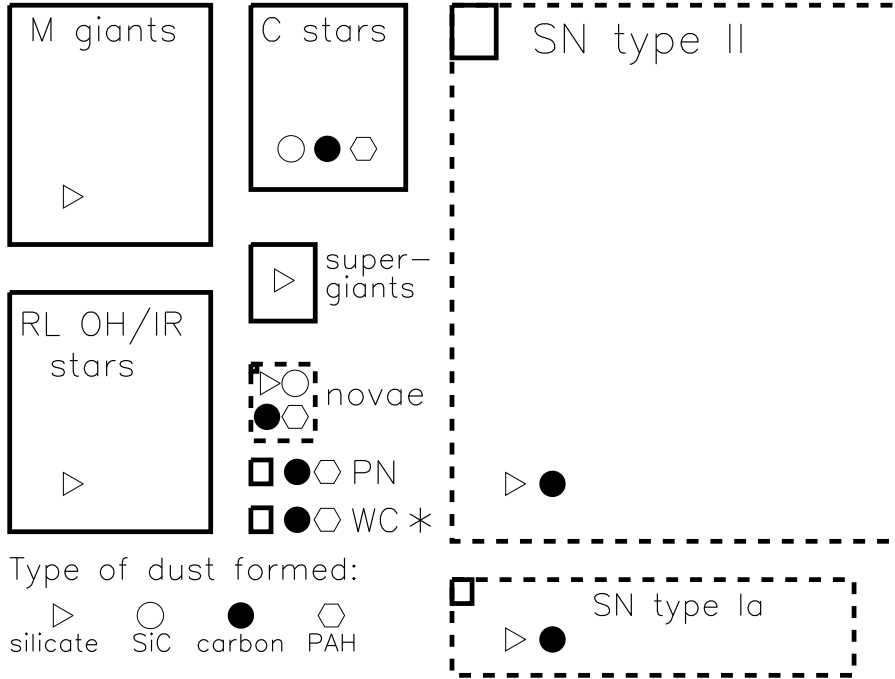 M giants
C stars
SN type II
super-
giants
RL OH/IR
stars
novae
PN
WC *
Type of dust formed:
silicate SiC carbon PAH
SN type Ia